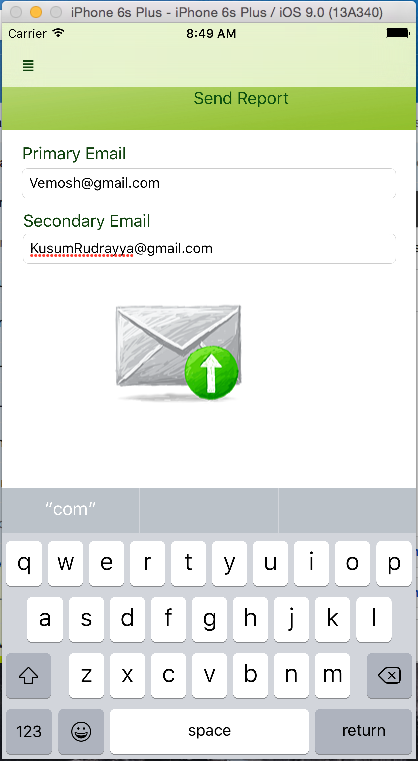 iPhone 6s Plus - iPhone 6s Plus / iOS 9.0 (13A340)
Carrier 8:49 AM
Send Report
Primary Email
Vemosh@gmail.com
Secondary Email
KusumRudrayya@gmail.com
“com”
q w e r t y u i o p
a s d f g h j k l
z x c v b n m
123 space return